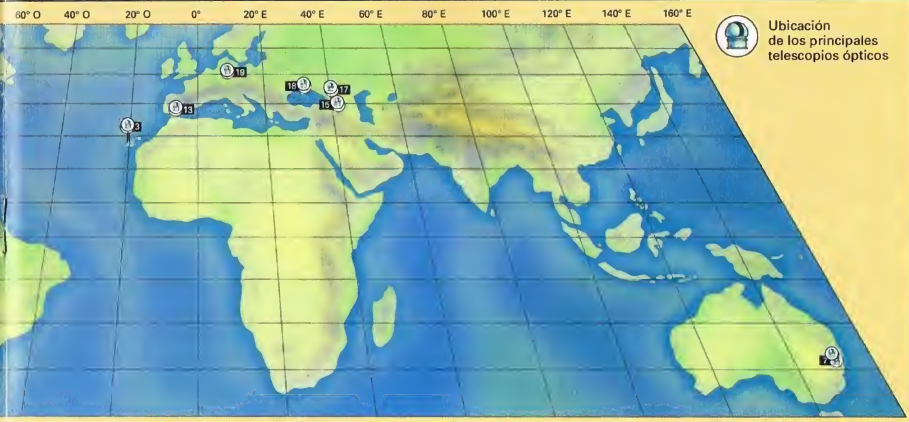 60° O 40° O 20° O 0° 20° E 40° E 60° E 80° E 100° E 120° E 140° E 160° E
Ubicación
de los principales
telescopios ópticos
19
18
17
15
13
3
7